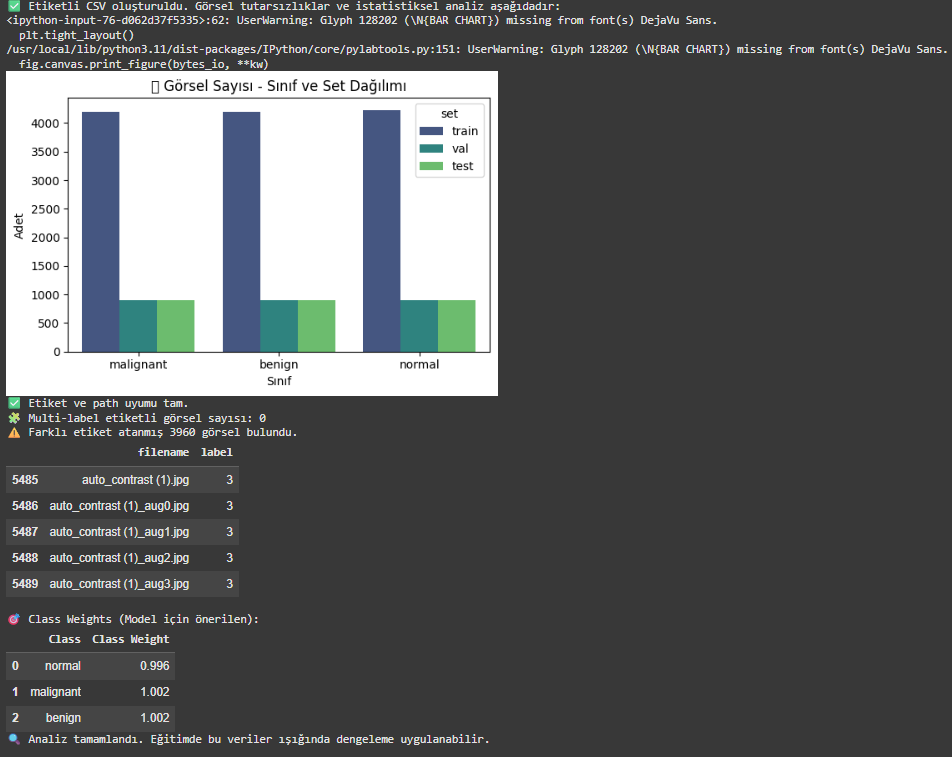 ✅ Etiketli CSV oluşturuldu. Görsel tutarsızlıklar ve istatistiksel analiz aşağıdadır:
<ipython-input-76-d062d37f5335>:62: UserWarning: Glyph 128202 (\N{BAR CHART}) missing from font(s) DejaVu Sans.
  plt.tight_layout()
/usr/local/lib/python3.11/dist-packages/IPython/core/pylabtools.py:151: UserWarning: Glyph 128202 (\N{BAR CHART}) missing from font(s) DejaVu Sans.
  fig.canvas.print_figure(bytes_io, **kw)
▯ Görsel Sayısı - Sınıf ve Set Dağılımı
set
train
val
test
Adet
4000
3500
3000
2500
2000
1500
1000
500
0
malignant benign normal
Sınıf
✅ Etiket ve path uyumu tam.
🧩 Multi-label etiketli görsel sayısı: 0
⚠️ Farklı etiket atanmış 3960 görsel bulundu.
filename label
5485 auto_contrast (1).jpg 3
5486 auto_contrast (1)_aug0.jpg 3
5487 auto_contrast (1)_aug1.jpg 3
5488 auto_contrast (1)_aug2.jpg 3
5489 auto_contrast (1)_aug3.jpg 3
🎯 Class Weights (Model için önerilen):
Class Class Weight
0 normal 0.996
1 malignant 1.002
2 benign 1.002
🔍 Analiz tamamlandı. Eğitimde bu veriler ışığında dengeleme uygulanabilir.